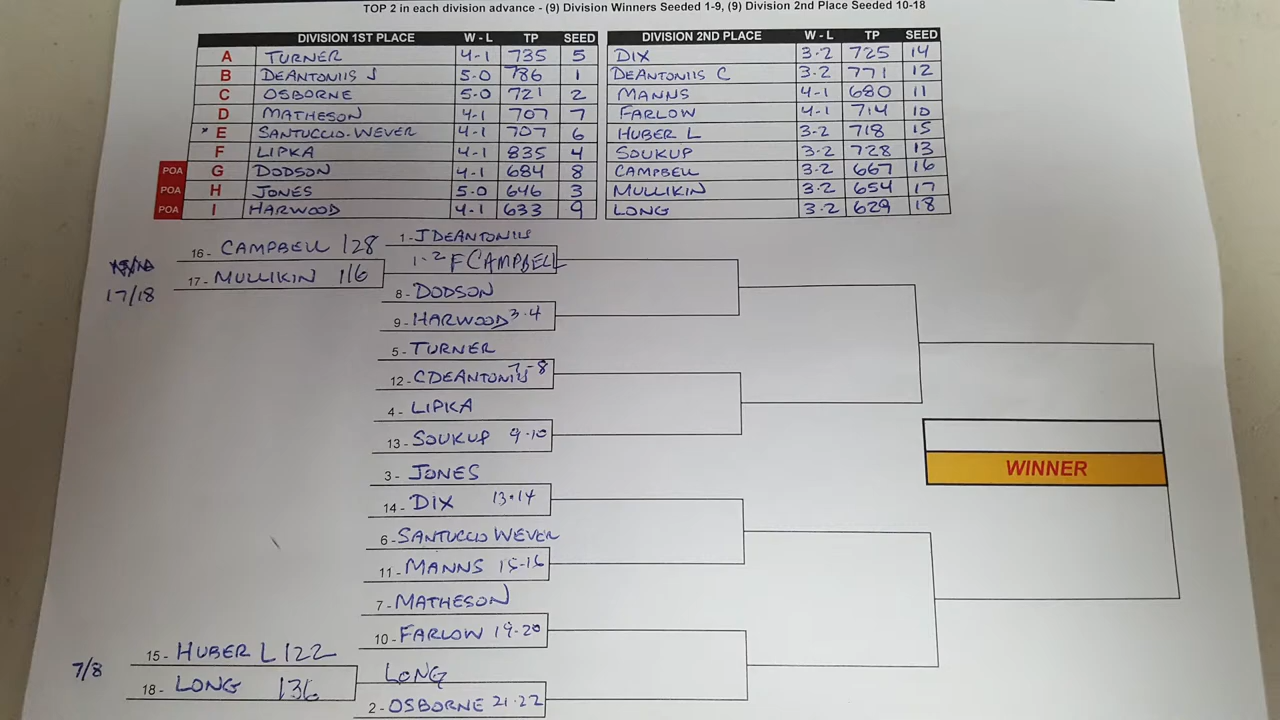 TOP 2 in each division advance - (9) Division Winners Seeded 1-9, (9) Division 2nd Place Seeded 10-18
DIVISION 1ST PLACE W - L TP SEED DIVISION 2ND PLACE W - L TP SEED
A TURNER 4-1 735 5 DIX 3-2 725 14
B DEANTONIIS J 5-0 786 1 DEANTONIIS C 3-2 771 12
C OSBORNE 5-0 721 2 MANNS 4-1 680 11
D MATHESON 4-1 707 7 FARLOW 4-1 714 10
* E SANTUCCIO-WEVER 4-1 707 6 HUBER L 3-2 718 15
F LIPKA 4-1 835 4 SOUKUP 3-2 728 13
POA G DODSON 4-1 684 8 CAMPBELL 3-2 667 16
POA H JONES 5-0 646 3 MULLIKIN 3-2 654 17
POA I HARWOOD 4-1 633 9 LONG 3-2 629 18
16 - CAMPBELL 128
17 - MULLIKIN 116
17/18
1 - J DEANTONIIS
1-2 F CAMPBELL
8 - DODSON
9 - HARWOOD 3-4
5 - TURNER
12 - C DEANTONIIS 7-8
4 - LIPKA
13 - SOUKUP 9-10
3 - JONES
14 - DIX 13-14
6 - SANTUCCIO WEVER
11 - MANNS 15-16
7 - MATHESON
10 - FARLOW 19-20
15 - HUBER L 122
7/8
18 - LONG 136
LONG
2 - OSBORNE 21-22
WINNER